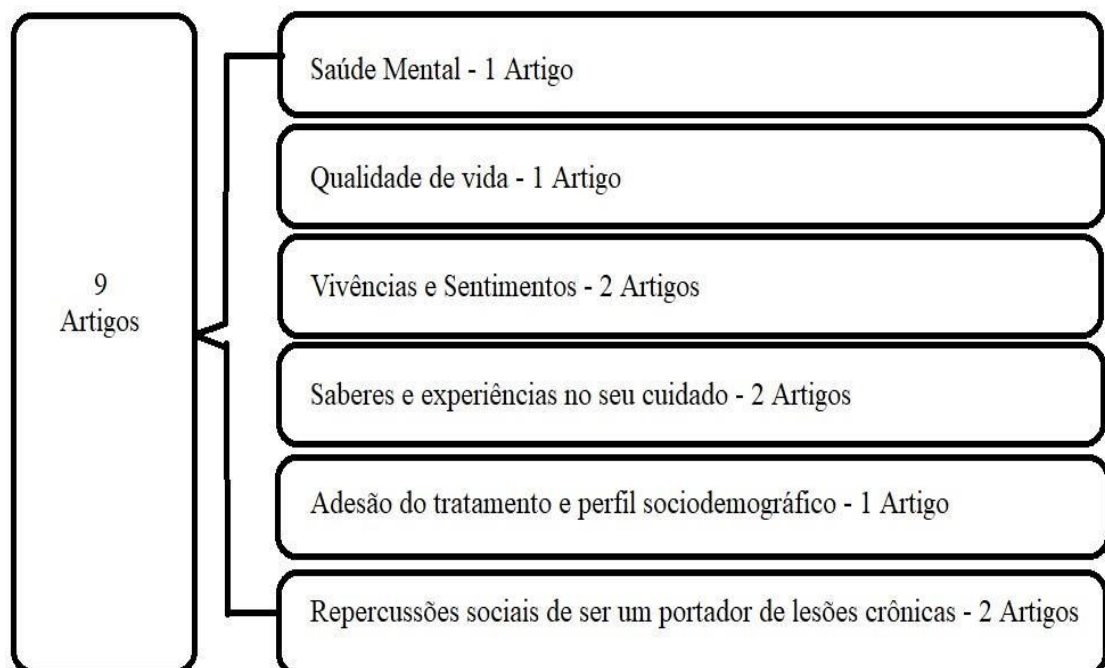 9
Artigos
Saúde Mental - 1 Artigo
Qualidade de vida - 1 Artigo
Vivências e Sentimentos - 2 Artigos
Saberes e experiências no seu cuidado - 2 Artigos
Adesão do tratamento e perfil sociodemográfico - 1 Artigo
Repercussões sociais de ser um portador de lesões crônicas - 2 Artigos